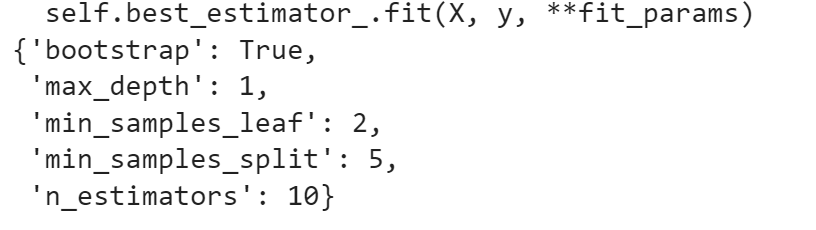 self.best_estimator_.fit(X, y, **fit_params)
{'bootstrap': True,
'max_depth': 1,
'min_samples_leaf': 2,
'min_samples_split': 5,
'n_estimators': 10}